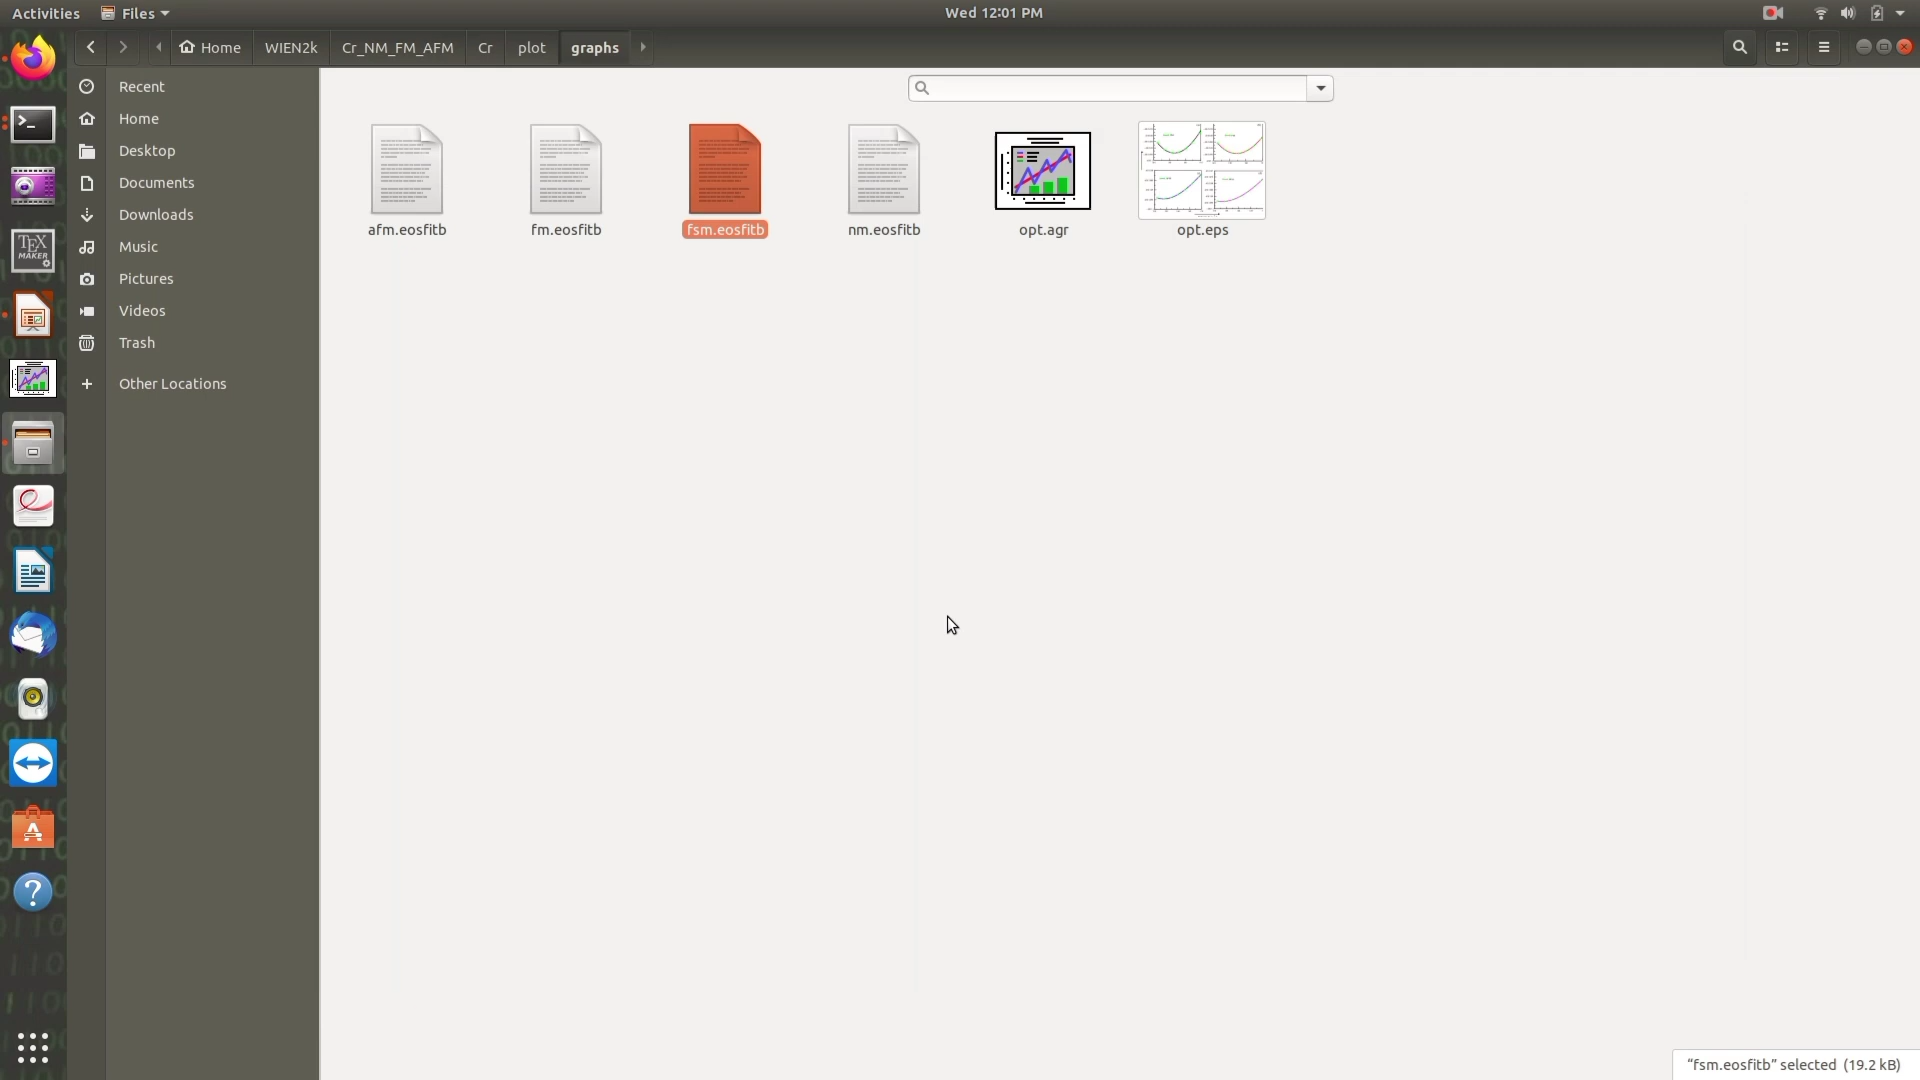 Activities Files Wed 12:01 PM
Home WIEN2k Cr_NM_FM_AFM Cr plot graphs
Recent
Home
Desktop
Documents
Downloads
Music
Pictures
Videos
Trash
Other Locations
TEX
MAKER
afm.eosfitb fm.eosfitb fsm.eosfitb nm.eosfitb opt.agr opt.eps
"fsm.eosfitb" selected (19.2 kB)